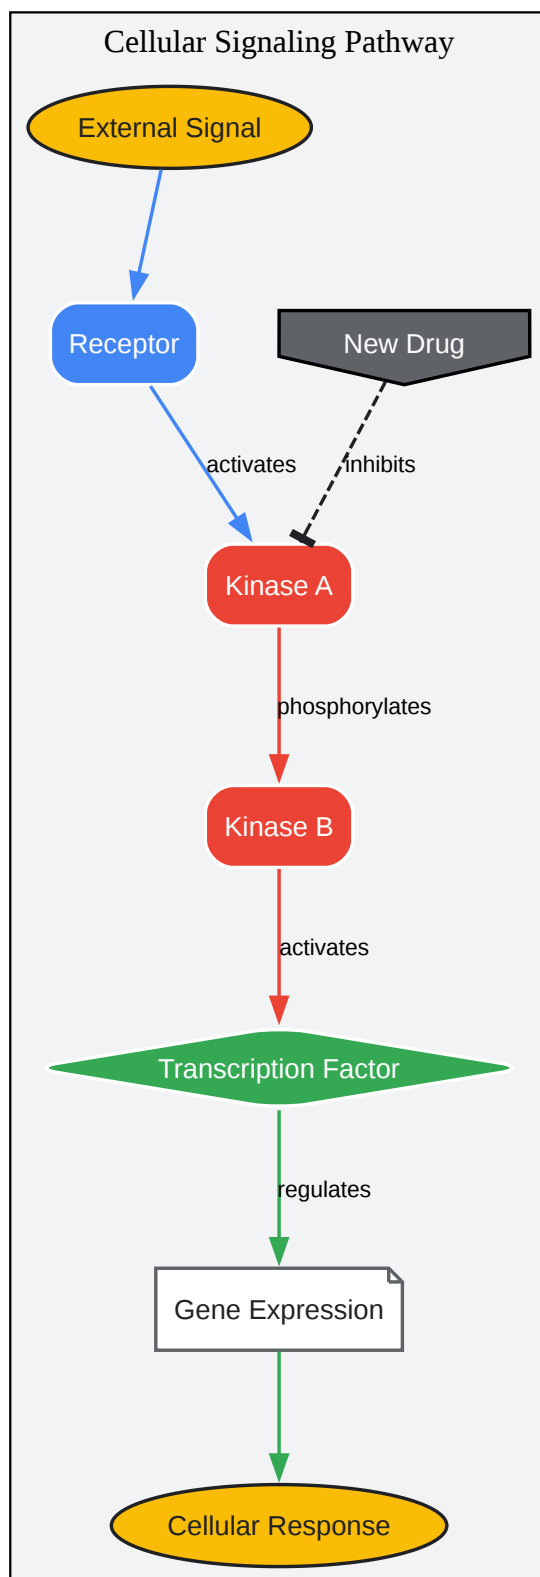 Cellular Signaling Pathway
External Signal
Receptor
New Drug
activates
inhibits
Kinase A
phosphorylates
Kinase B
activates
Transcription Factor
regulates
Gene Expression
Cellular Response